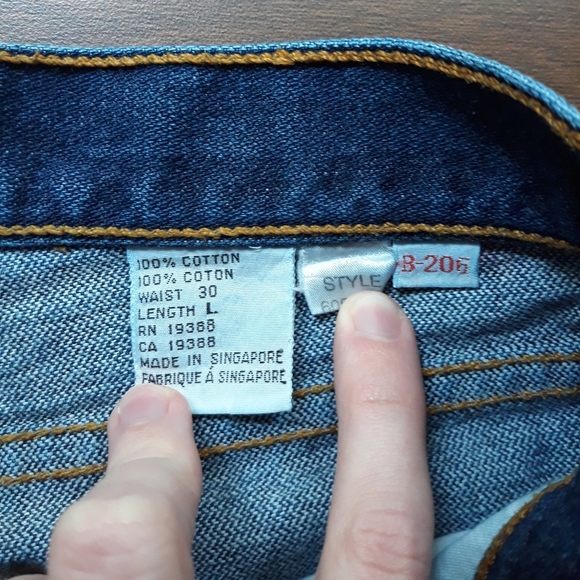 100% COTTON
100% COTON
WAIST 30
LENGTH L
RN 19388
CA 19388
MADE IN SINGAPORE
FABRIQUE À SINGAPORE
STYLE
B-206